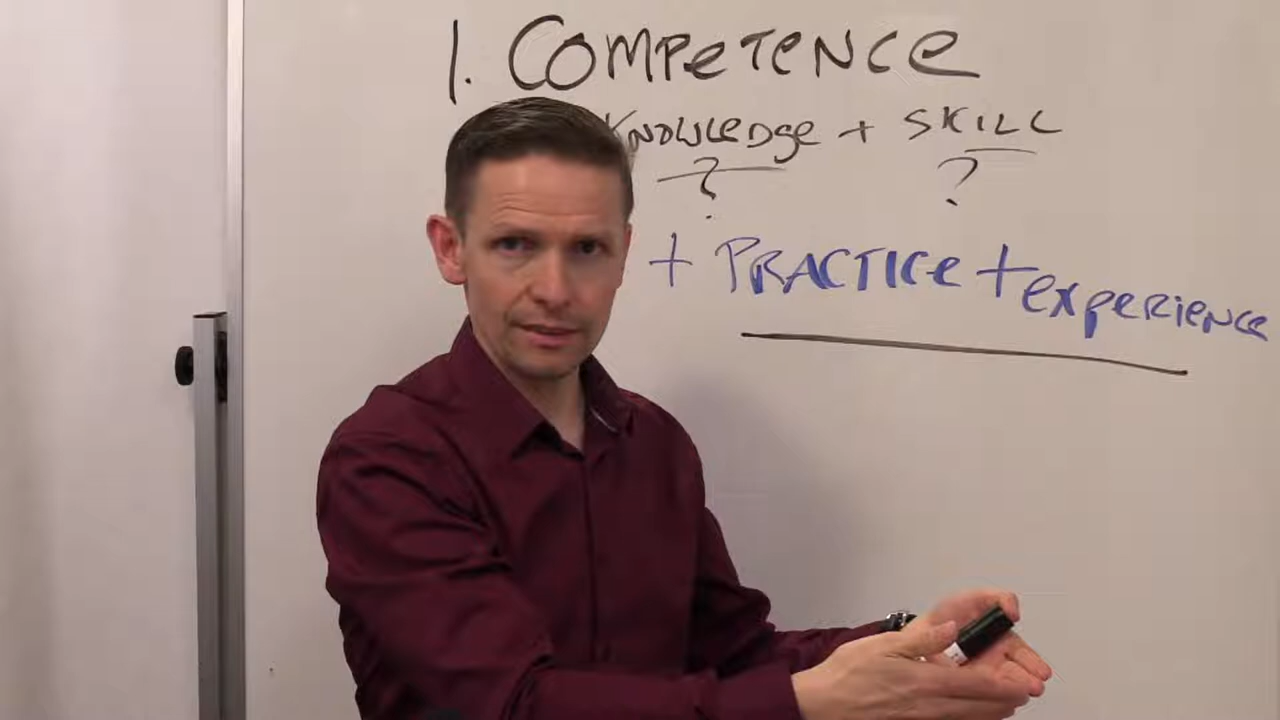 1. COMPETENCE
KNOWLEDGE + SKILL
? ?
+ PRACTICE + experience